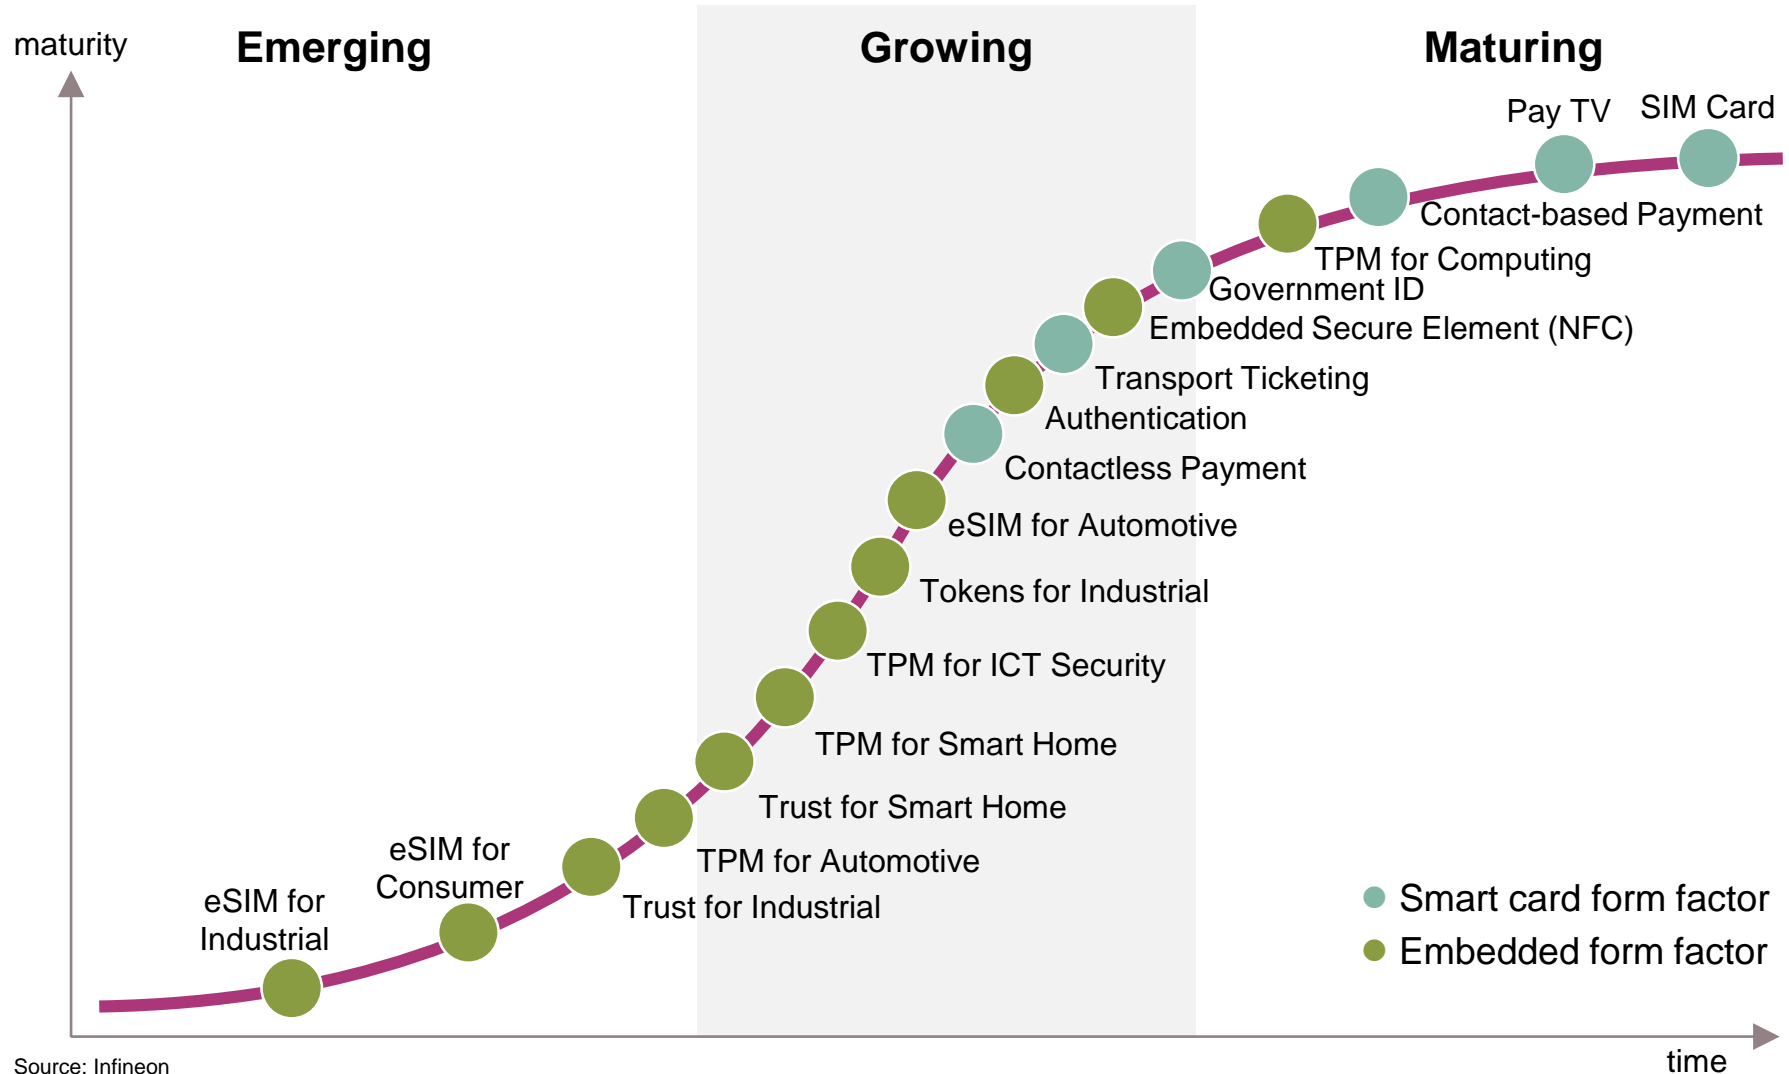 maturity
Emerging
Growing
Maturing
Pay TV
SIM Card
Contact-based Payment
TPM for Computing
Government ID
Embedded Secure Element (NFC)
Transport Ticketing
Authentication
Contactless Payment
eSIM for Automotive
Tokens for Industrial
TPM for ICT Security
TPM for Smart Home
Trust for Smart Home
TPM for Automotive
Trust for Industrial
eSIM for
Consumer
eSIM for
Industrial
Smart card form factor
Embedded form factor
time
Source: Infineon